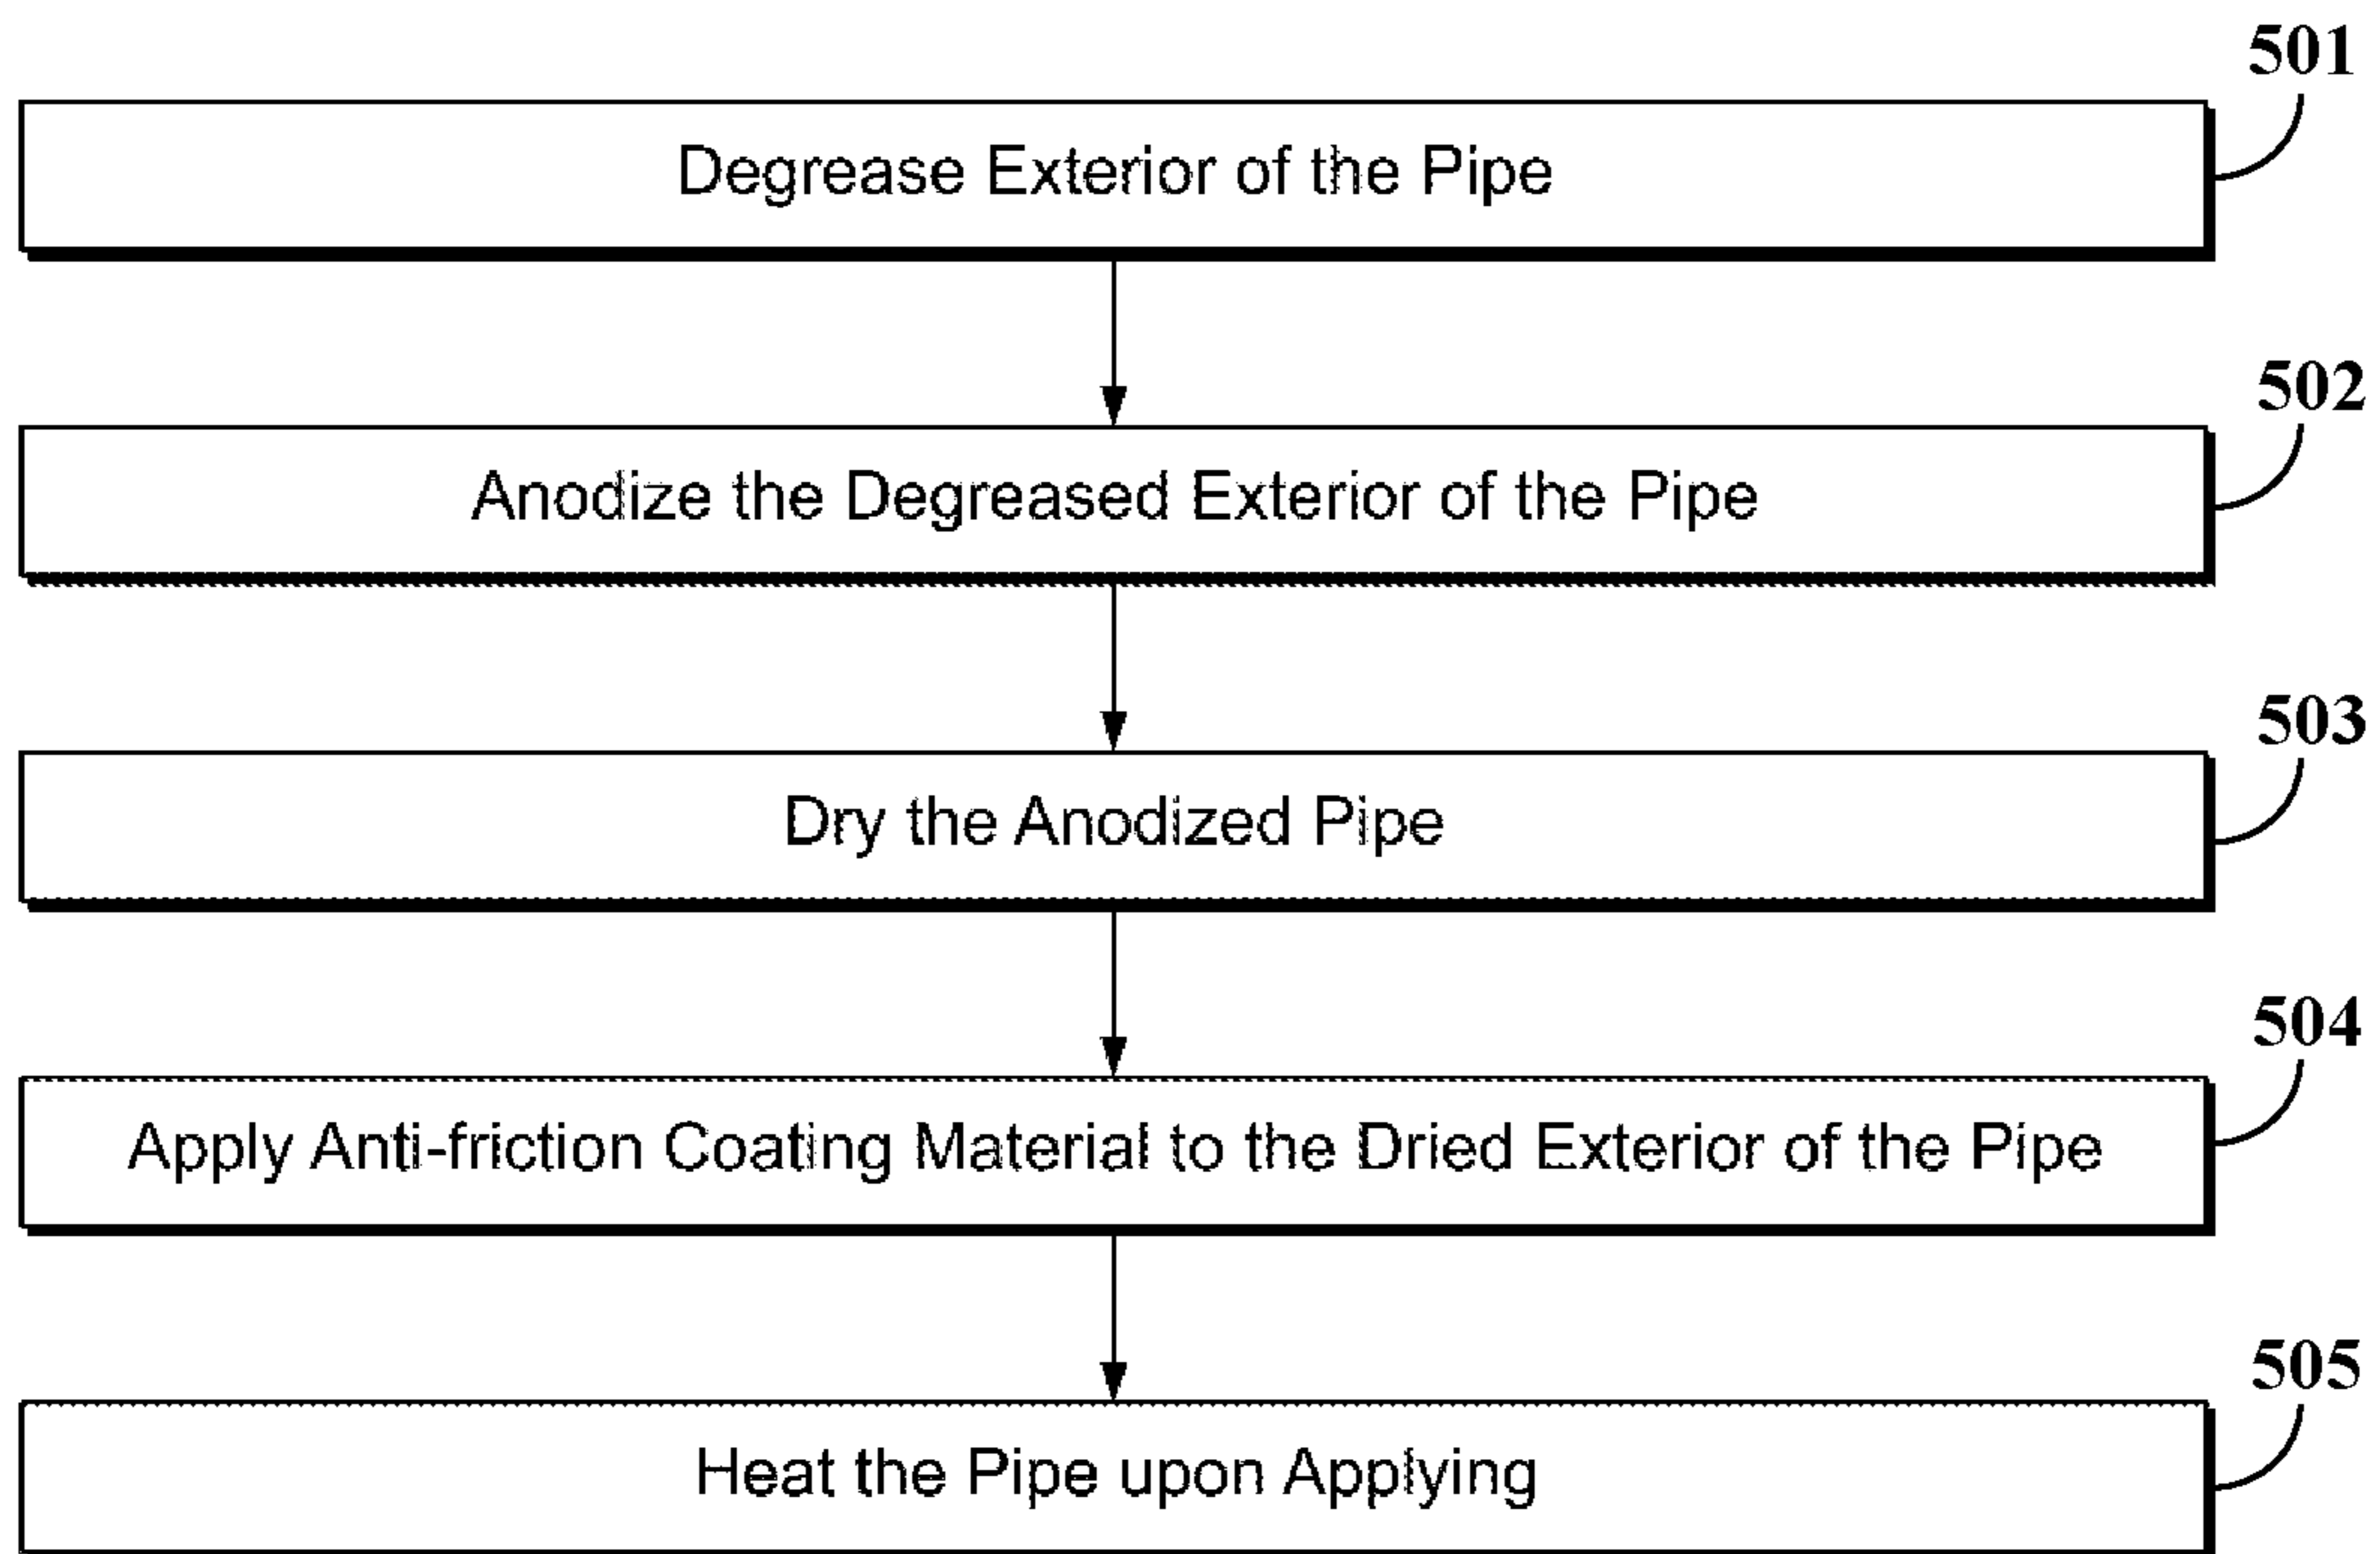 501
Degrease Exterior of the Pipe
502
Anodize the Degreased Exterior of the Pipe
503
Dry the Anodized Pipe
504
Apply Anti-friction Coating Material to the Dried Exterior of the Pipe
505
Heat the Pipe upon Applying